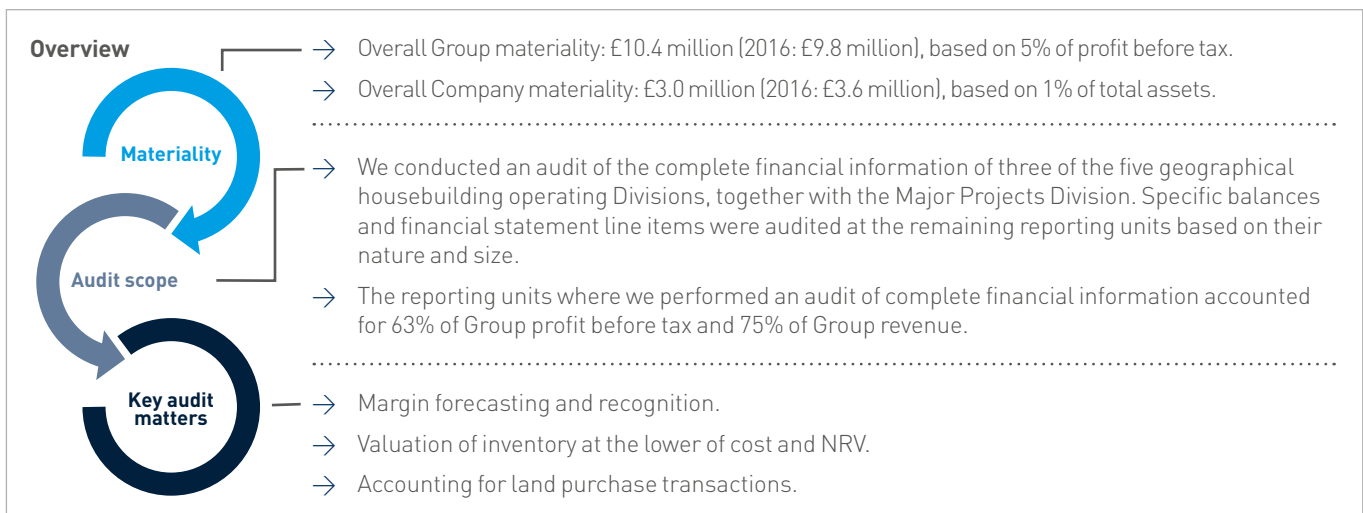 Overview
Materiality
→ Overall Group materiality: £10.4 million (2016: £9.8 million), based on 5% of profit before tax.
→ Overall Company materiality: £3.0 million (2016: £3.6 million), based on 1% of total assets.
Audit scope
→ We conducted an audit of the complete financial information of three of the five geographical
housebuilding operating Divisions, together with the Major Projects Division. Specific balances
and financial statement line items were audited at the remaining reporting units based on their
nature and size.
→ The reporting units where we performed an audit of complete financial information accounted
for 63% of Group profit before tax and 75% of Group revenue.
Key audit
matters
→ Margin forecasting and recognition.
→ Valuation of inventory at the lower of cost and NRV.
→ Accounting for land purchase transactions.